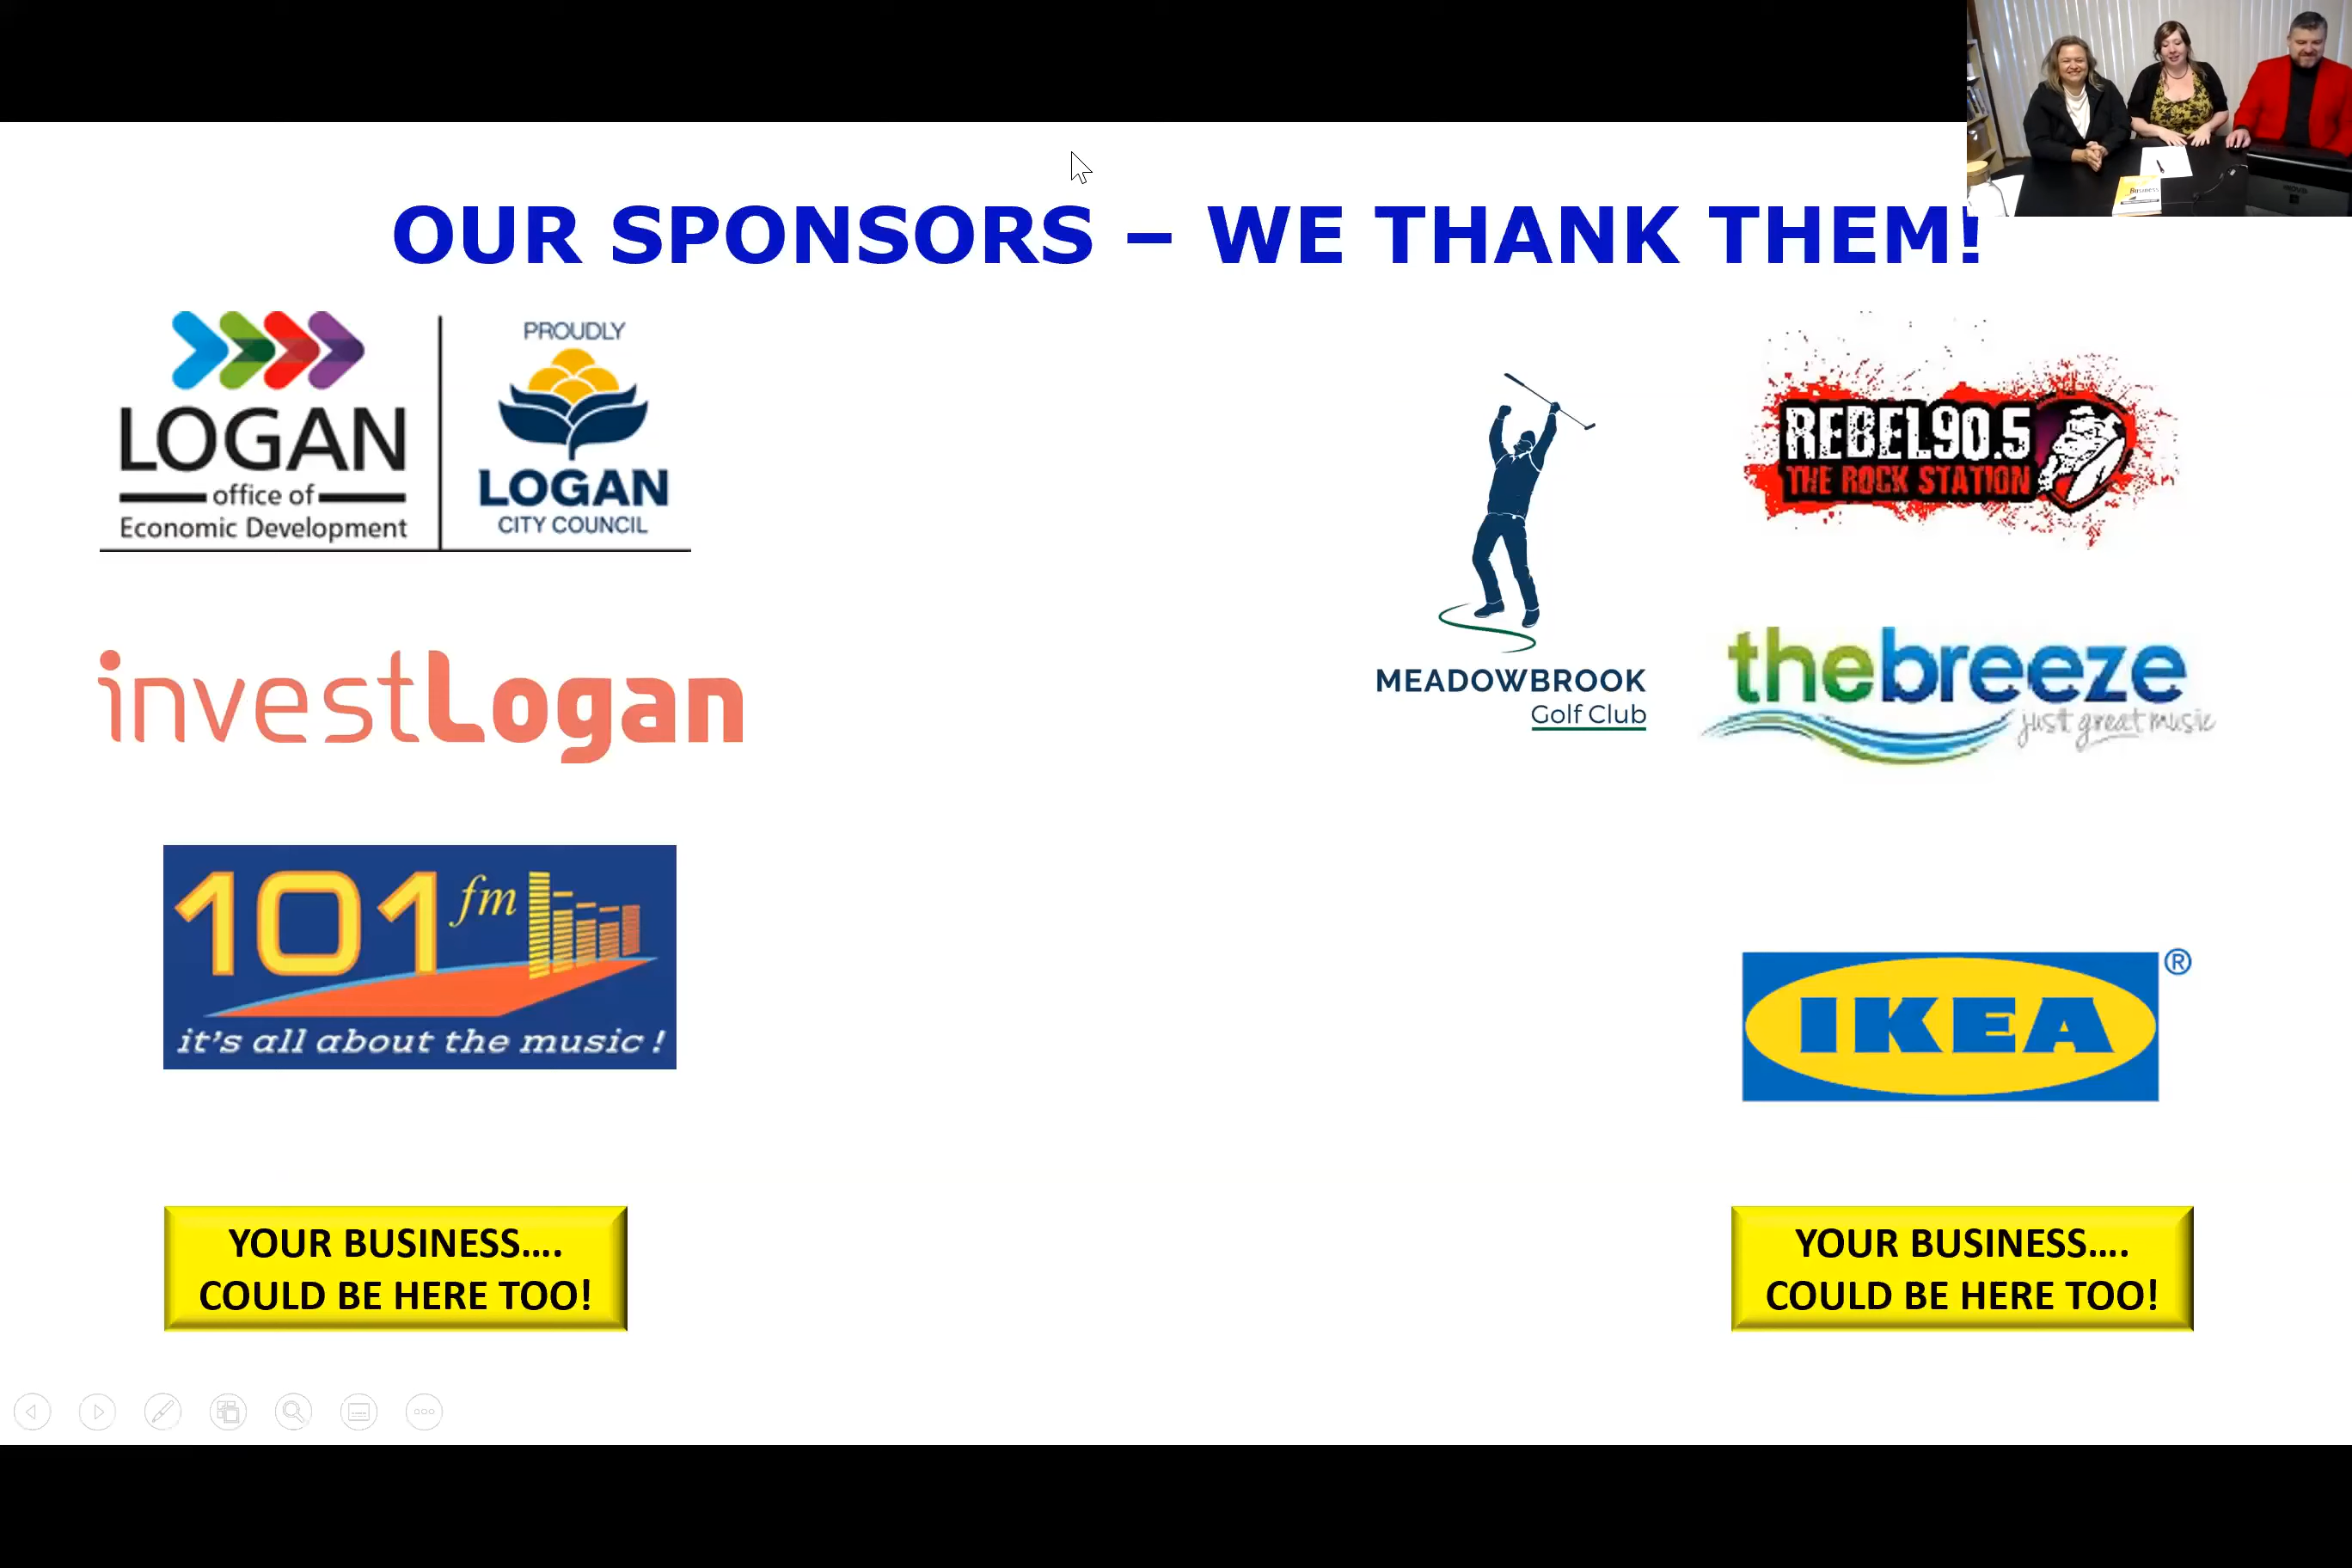 OUR SPONSORS – WE THANK THEM!
LOGAN
office of
Economic Development
PROUDLY
LOGAN
CITY COUNCIL
investLogan
101 fm
it's all about the music !
MEADOWBROOK
Golf Club
REBEL90.5
THE ROCK STATION
thebreeze
just great music
IKEA
®
YOUR BUSINESS....
COULD BE HERE TOO!
YOUR BUSINESS....
COULD BE HERE TOO!
Business